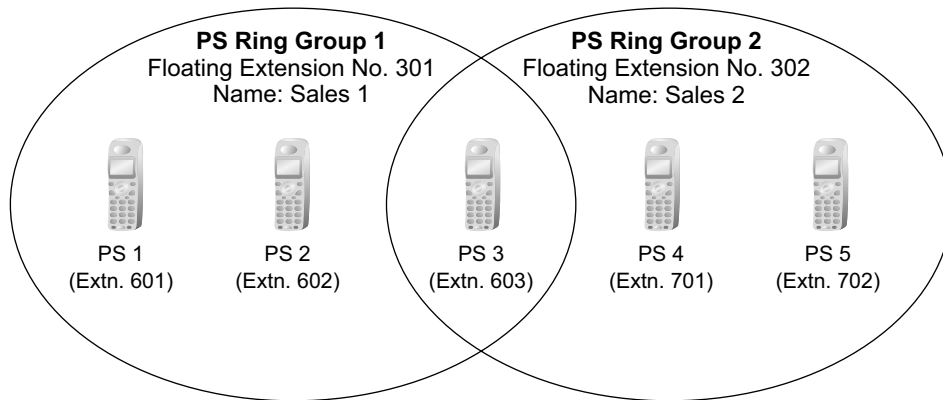 PS Ring Group 1
Floating Extension No. 301
Name: Sales 1
PS Ring Group 2
Floating Extension No. 302
Name: Sales 2
PS 1
(Extn. 601)
PS 2
(Extn. 602)
PS 3
(Extn. 603)
PS 4
(Extn. 701)
PS 5
(Extn. 702)